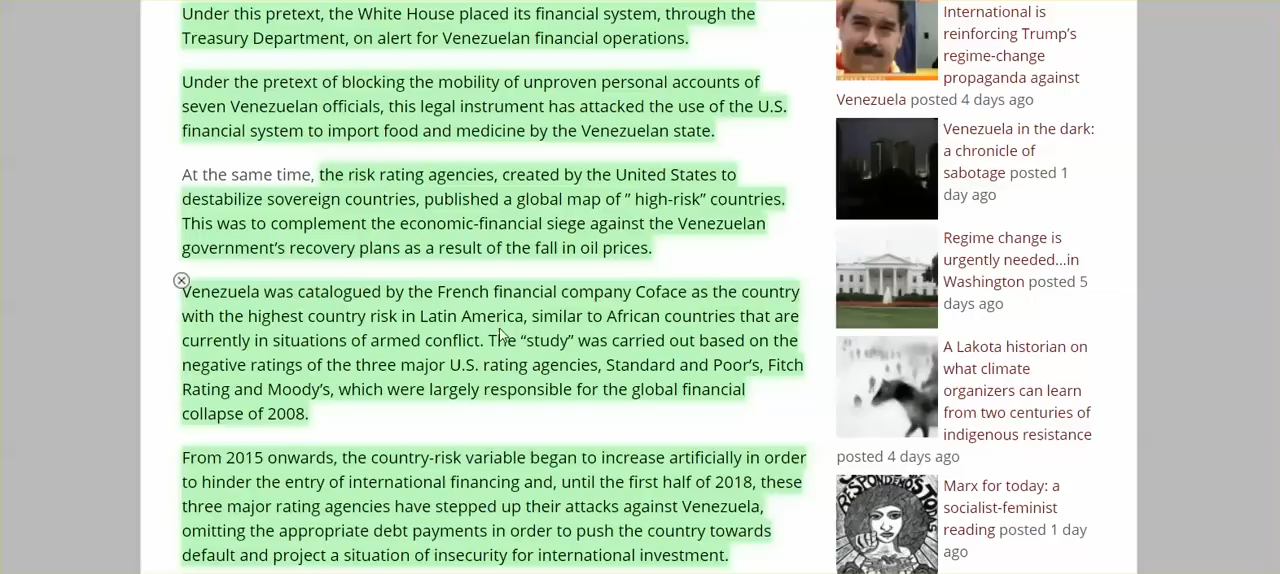 Under this pretext, the White House placed its financial system, through the
Treasury Department, on alert for Venezuelan financial operations.
Under the pretext of blocking the mobility of unproven personal accounts of
seven Venezuelan officials, this legal instrument has attacked the use of the U.S.
financial system to import food and medicine by the Venezuelan state.
At the same time, the risk rating agencies, created by the United States to
destabilize sovereign countries, published a global map of ” high-risk” countries.
This was to complement the economic-financial siege against the Venezuelan
government’s recovery plans as a result of the fall in oil prices.
Venezuela was catalogued by the French financial company Coface as the country
with the highest country risk in Latin America, similar to African countries that are
currently in situations of armed conflict. The “study” was carried out based on the
negative ratings of the three major U.S. rating agencies, Standard and Poor’s, Fitch
Rating and Moody’s, which were largely responsible for the global financial
collapse of 2008.
From 2015 onwards, the country-risk variable began to increase artificially in order
to hinder the entry of international financing and, until the first half of 2018, these
three major rating agencies have stepped up their attacks against Venezuela,
omitting the appropriate debt payments in order to push the country towards
default and project a situation of insecurity for international investment.
International is
reinforcing Trump’s
regime-change
propaganda against
Venezuela posted 4 days ago
Venezuela in the dark:
a chronicle of
sabotage posted 1
day ago
Regime change is
urgently needed…in
Washington posted 5
days ago
A Lakota historian on
what climate
organizers can learn
from two centuries of
indigenous resistance
posted 4 days ago
Marx for today: a
socialist-feminist
reading posted 1 day
ago